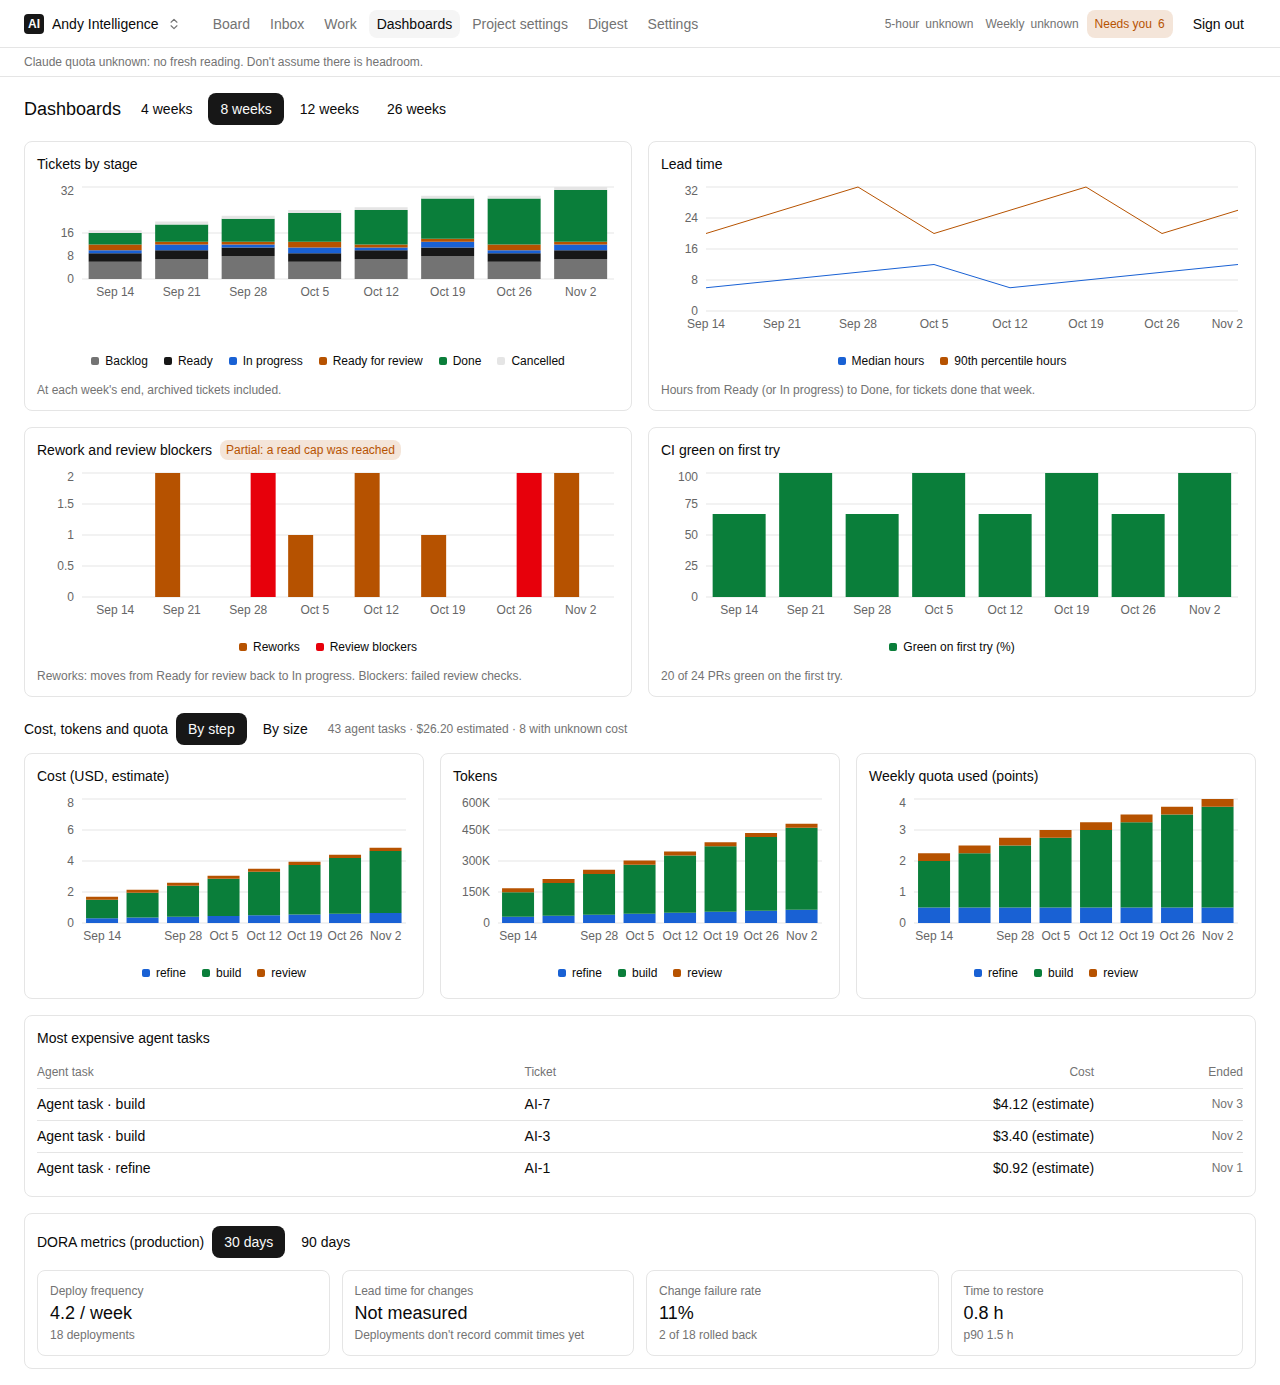 AI Andy Intelligence Board Inbox Work Dashboards Project settings Digest Settings 5-hour unknown Weekly unknown Needs you 6 Sign out
Claude quota unknown: no fresh reading. Don't assume there is headroom.
Dashboards 4 weeks 8 weeks 12 weeks 26 weeks
Tickets by stage
32
16
8
0
Sep 14 Sep 21 Sep 28 Oct 5 Oct 12 Oct 19 Oct 26 Nov 2
Backlog Ready In progress Ready for review Done Cancelled
At each week's end, archived tickets included.
Lead time
32
24
16
8
0
Sep 14 Sep 21 Sep 28 Oct 5 Oct 12 Oct 19 Oct 26 Nov 2
Median hours 90th percentile hours
Hours from Ready (or In progress) to Done, for tickets done that week.
Rework and review blockers Partial: a read cap was reached
2
1.5
1
0.5
0
Sep 14 Sep 21 Sep 28 Oct 5 Oct 12 Oct 19 Oct 26 Nov 2
Reworks Review blockers
Reworks: moves from Ready for review back to In progress. Blockers: failed review checks.
CI green on first try
100
75
50
25
0
Sep 14 Sep 21 Sep 28 Oct 5 Oct 12 Oct 19 Oct 26 Nov 2
Green on first try (%)
20 of 24 PRs green on the first try.
Cost, tokens and quota By step By size 43 agent tasks · $26.20 estimated · 8 with unknown cost
Cost (USD, estimate)
8
6
4
2
0
Sep 14 Sep 28 Oct 5 Oct 12 Oct 19 Oct 26 Nov 2
refine build review
Tokens
600K
450K
300K
150K
0
Sep 14 Sep 28 Oct 5 Oct 12 Oct 19 Oct 26 Nov 2
refine build review
Weekly quota used (points)
4
3
2
1
0
Sep 14 Sep 28 Oct 5 Oct 12 Oct 19 Oct 26 Nov 2
refine build review
Most expensive agent tasks
Agent task Ticket Cost Ended
Agent task · build AI-7 $4.12 (estimate) Nov 3
Agent task · build AI-3 $3.40 (estimate) Nov 2
Agent task · refine AI-1 $0.92 (estimate) Nov 1
DORA metrics (production) 30 days 90 days
Deploy frequency
4.2 / week
18 deployments
Lead time for changes
Not measured
Deployments don't record commit times yet
Change failure rate
11%
2 of 18 rolled back
Time to restore
0.8 h
p90 1.5 h